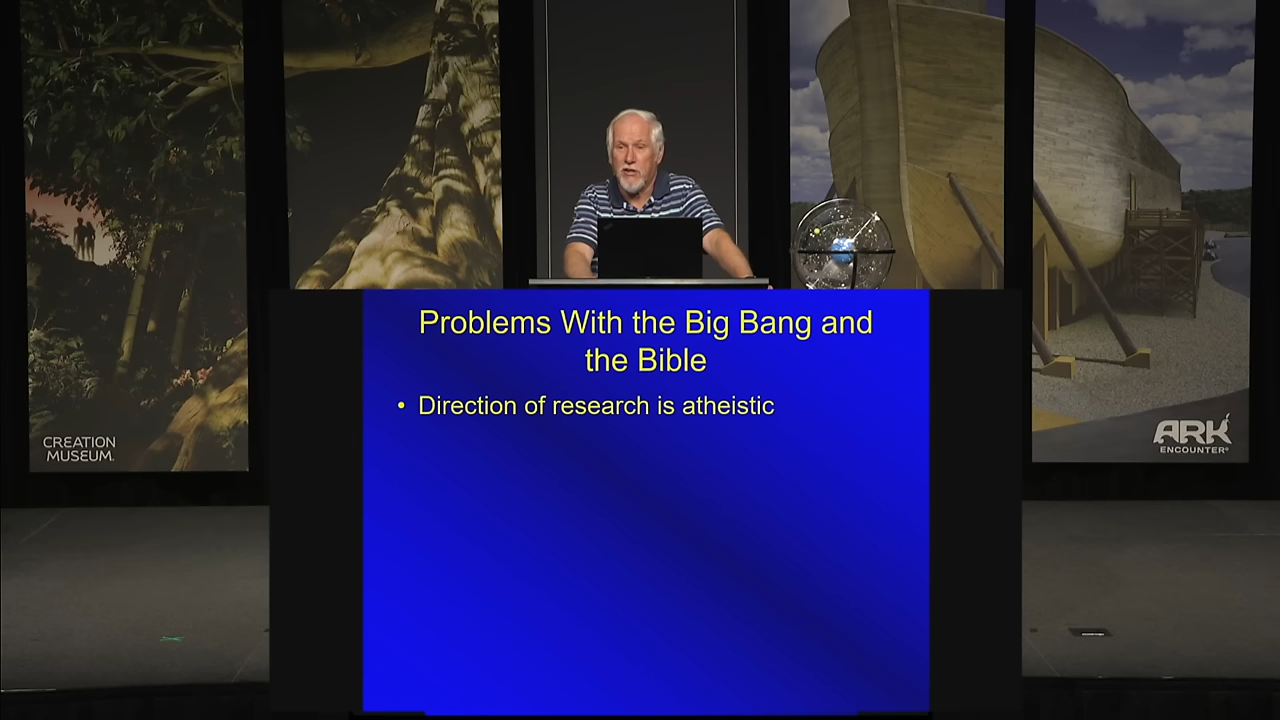 Problems With the Big Bang and
the Bible
• Direction of research is atheistic
CREATION
MUSEUM.
ARK
ENCOUNTER®